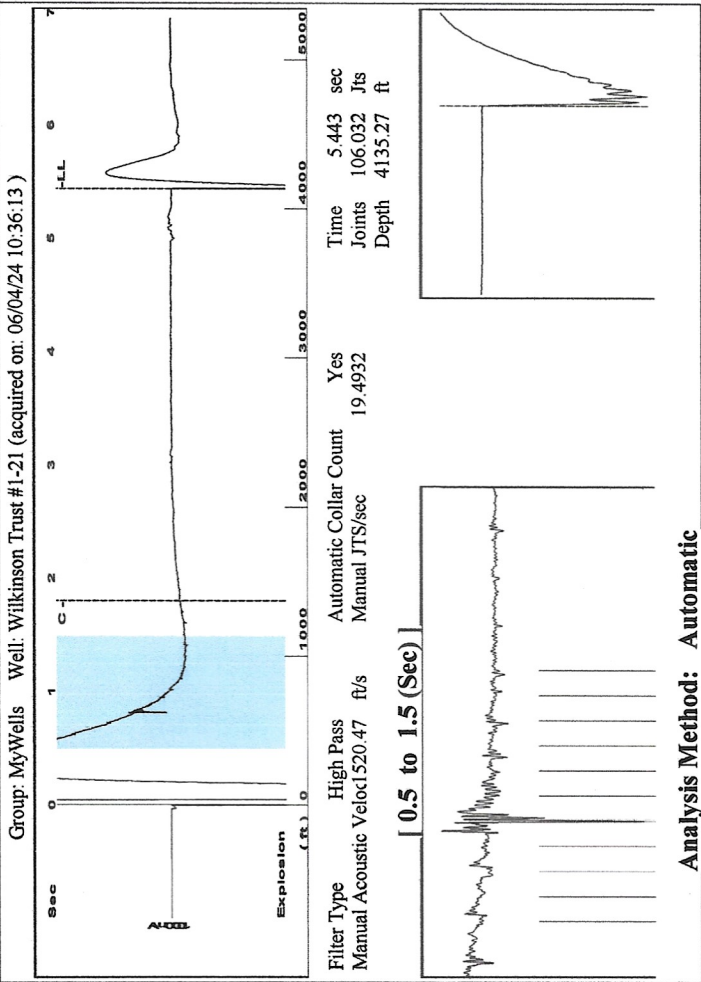 Group: MyWells Well: Wilkinson Trust #1-21 (acquired on: 06/04/24 10:36:13 )
Sec 0 1 2 3 4 5 6 7
C
LL
Explosion
(ft) 0 1000 2000 3000 4000 5000
Filter Type High Pass Automatic Collar Count Yes Time 5.443 sec
Manual Acoustic Veloc1520.47 ft/s Manual JTS/sec 19.4932 Joints 106.032 Jts
Depth 4135.27 ft
[ 0.5 to 1.5 (Sec) ]
Analysis Method: Automatic